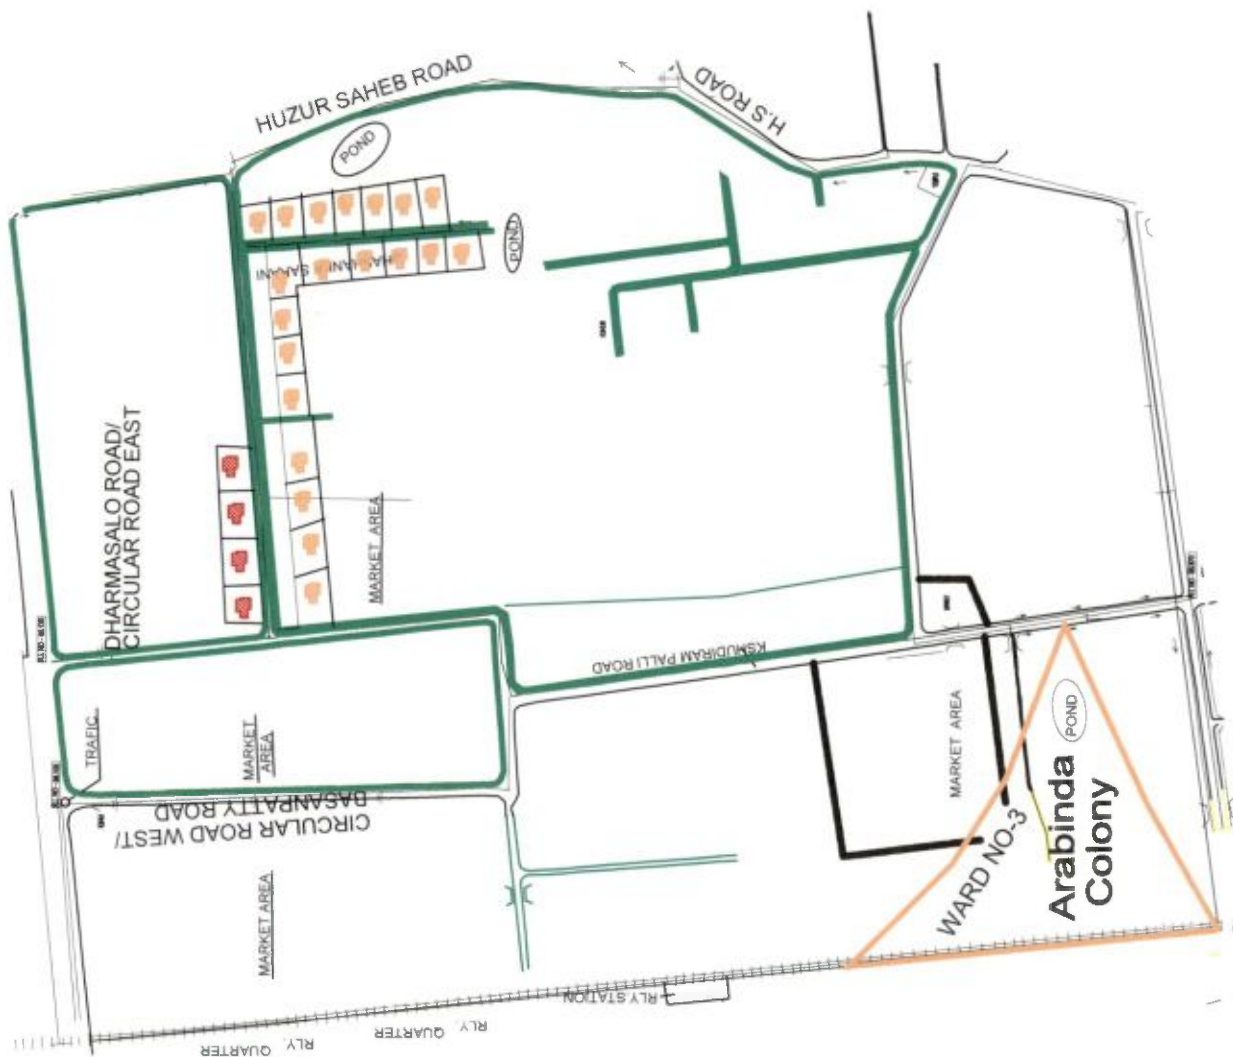 HUZUR SAHEB ROAD
H.S ROAD
POND
POND
DHARMASALO ROAD/
CIRCULAR ROAD EAST
MARKET AREA
KSHUDIRAM PALLI ROAD
TRAFIC
MARKET
AREA
CIRCULAR ROAD WEST/
BASANPATTY ROAD
MARKET AREA
MARKET AREA
POND
Arabinda
Colony
WARD NO-3
RLY.STATION
RLY. QUARTER
RLY. QUARTER